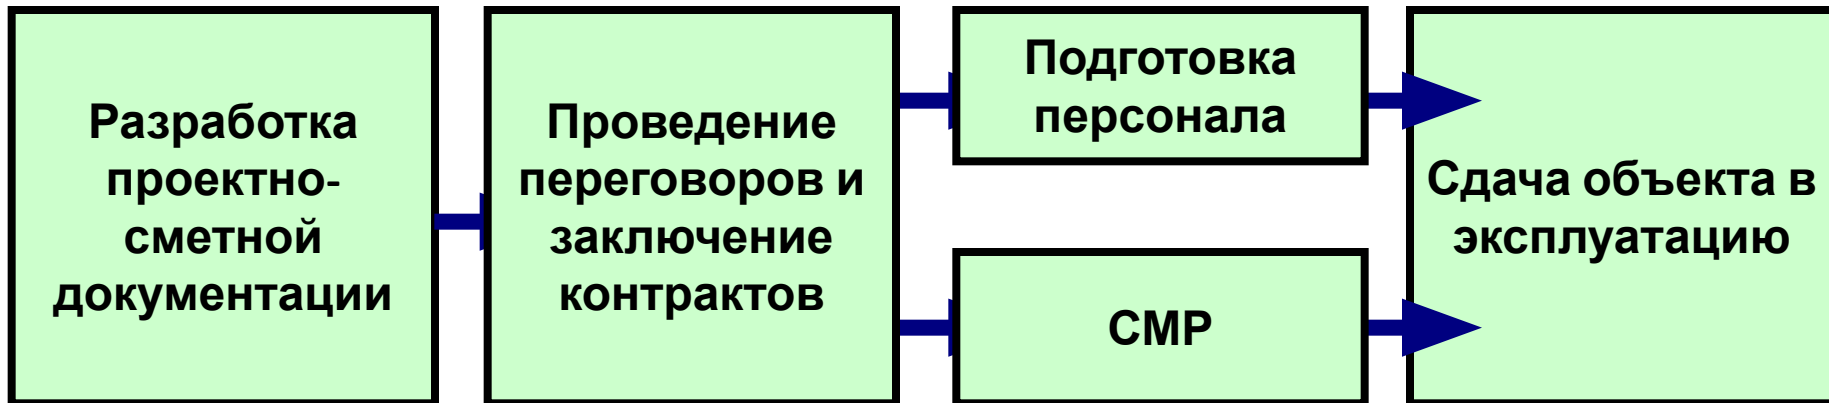 Разработка
проектно-
сметной
документации
Проведение
переговоров и
заключение
контрактов
Подготовка
персонала
СМР
Сдача объекта в
эксплуатацию